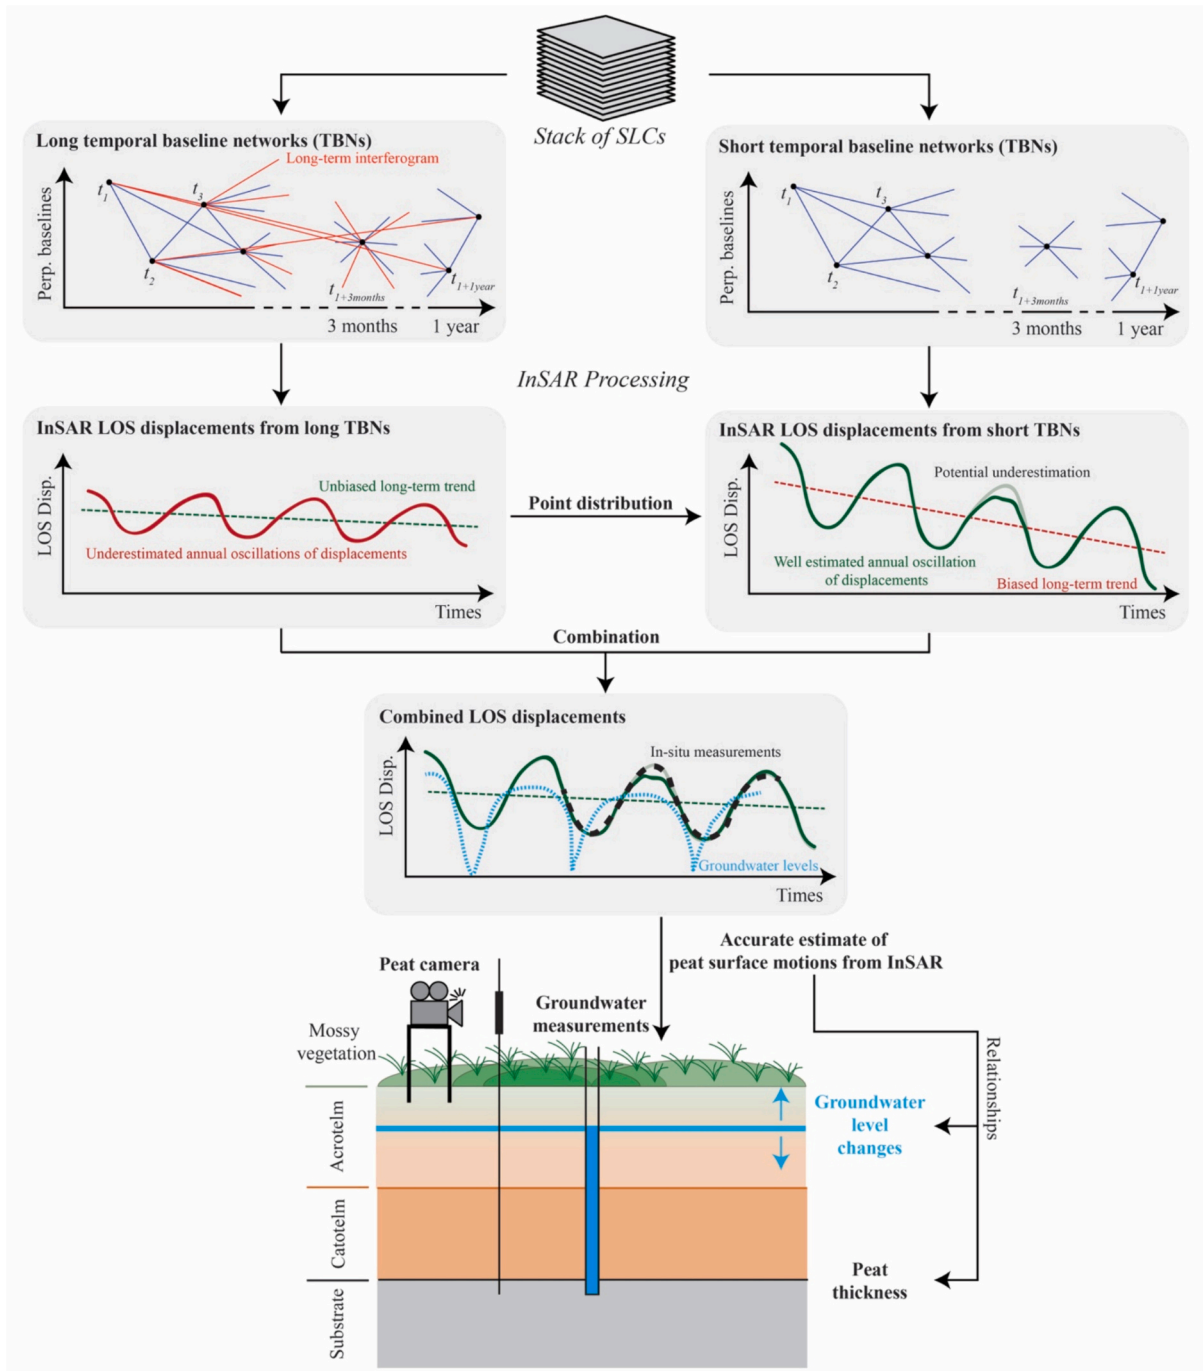 Stack of SLCs
Long temporal baseline networks (TBNs)
Long-term interferogram
t1
t3
t2
t1+3months
t1+1year
Perp. baselines
3 months
1 year
Short temporal baseline networks (TBNs)
t1
t3
t2
t1+3months
t1+1year
Perp. baselines
3 months
1 year
InSAR Processing
InSAR LOS displacements from long TBNs
LOS Disp.
Unbiased long-term trend
Underestimated annual oscillations of displacements
Times
Point distribution
InSAR LOS displacements from short TBNs
LOS Disp.
Potential underestimation
Well estimated annual oscillation
of displacements
Biased long-term trend
Times
Combination
Combined LOS displacements
LOS Disp.
In-situ measurements
Groundwater levels
Times
Accurate estimate of
peat surface motions from InSAR
Peat camera
Groundwater
measurements
Mossy
vegetation
Relationships
Acrotelm
Groundwater
level
changes
Catotelm
Peat
thickness
Substrate